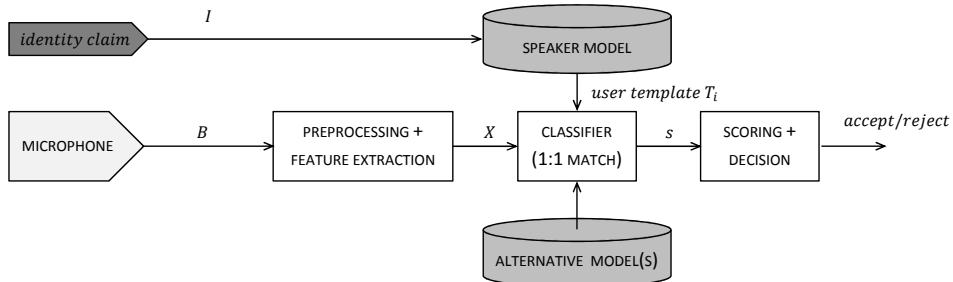 I
identity claim
SPEAKER MODEL
user template Tᵢ
MICROPHONE
B
PREPROCESSING +
FEATURE EXTRACTION
X
CLASSIFIER
(1:1 MATCH)
s
SCORING +
DECISION
accept/reject
ALTERNATIVE MODEL(S)